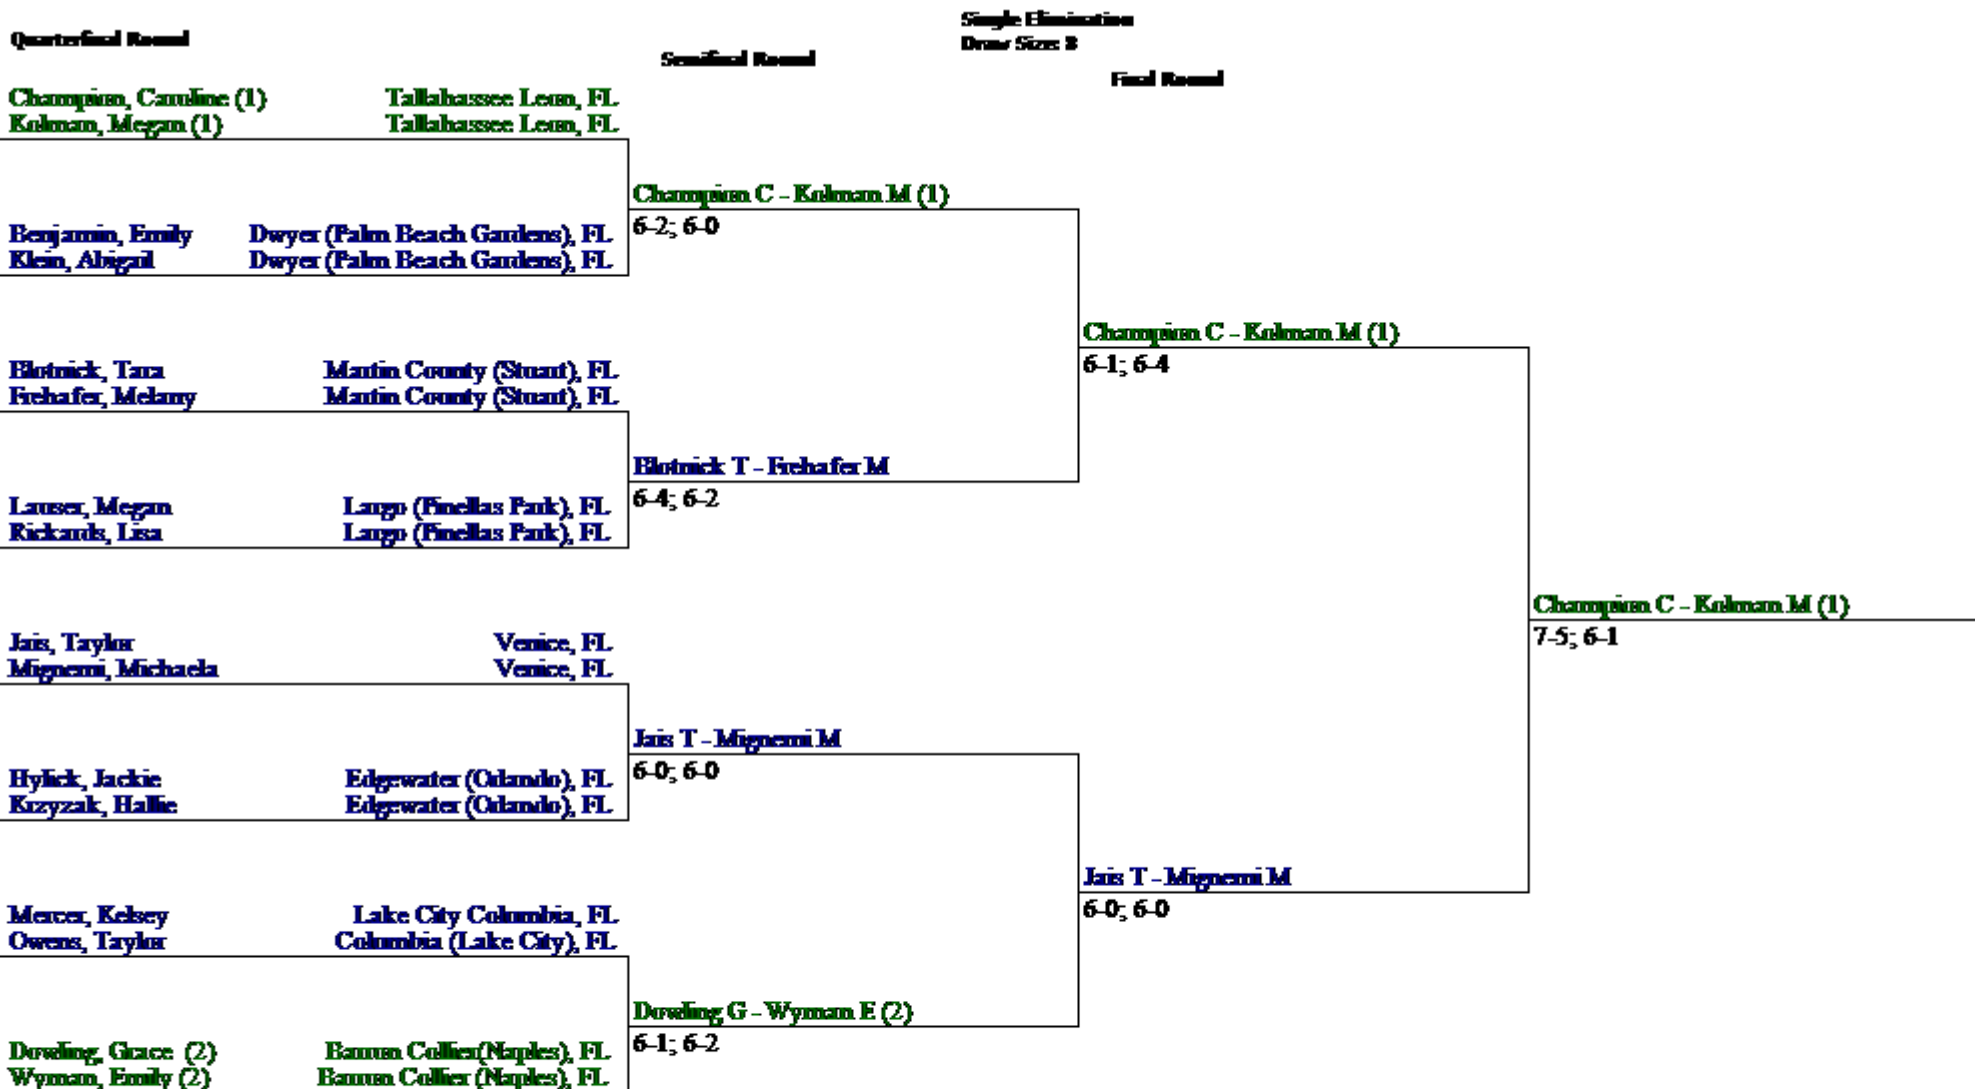 Single Elimination
Draw Size: 8
Quarterfinal Round
Semifinal Round
Final Round
Champion, Caroline (1) Tallahassee Leon, FL
Kolman, Megan (1) Tallahassee Leon, FL
Champion C - Kolman M (1)
6-2; 6-0
Benjamin, Emily Dwyer (Palm Beach Gardens), FL
Klein, Abigail Dwyer (Palm Beach Gardens), FL
Champion C - Kolman M (1)
6-1; 6-4
Blotnick, Tara Martin County (Stuart), FL
Frehafer, Melany Martin County (Stuart), FL
Blotnick T - Frehafer M
6-4; 6-2
Lauser, Megan Largo (Pinellas Park), FL
Rickards, Lisa Largo (Pinellas Park), FL
Champion C - Kolman M (1)
7-5; 6-1
Jais, Taylor Venice, FL
Mignemi, Michaela Venice, FL
Jais T - Mignemi M
6-0; 6-0
Hylick, Jackie Edgewater (Orlando), FL
Krzyzak, Hallie Edgewater (Orlando), FL
Jais T - Mignemi M
6-0; 6-0
Mercer, Kelsey Lake City Columbia, FL
Owens, Taylor Columbia (Lake City), FL
Dowling G - Wyman E (2)
6-1; 6-2
Dowling, Grace (2) Barron Collier(Naples), FL
Wyman, Emily (2) Barron Collier (Naples), FL